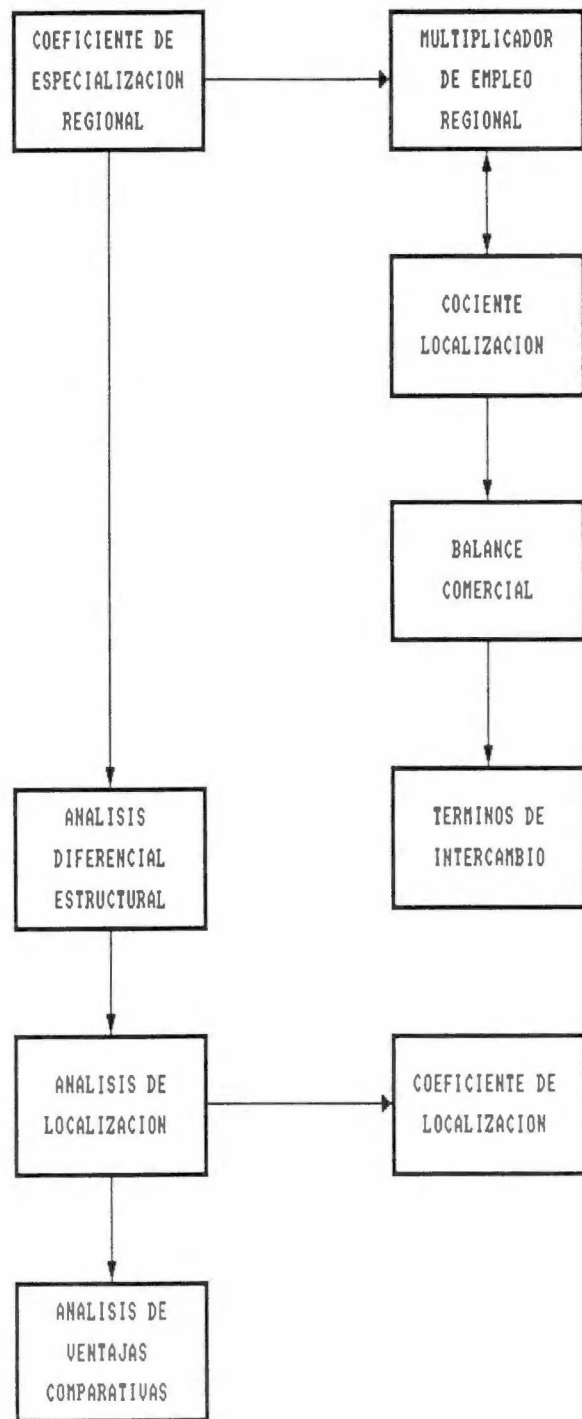 COEFICIENTE DE
ESPECIALIZACION
REGIONAL
MULTIPLICADOR
DE EMPLEO
REGIONAL
COCIENTE
LOCALIZACION
BALANCE
COMERCIAL
TERMINOS DE
INTERCAMBIO
ANALISIS
DIFERENCIAL
ESTRUCTURAL
ANALISIS DE
LOCALIZACION
COEFICIENTE DE
LOCALIZACION
ANALISIS DE
VENTAJAS
COMPARATIVAS